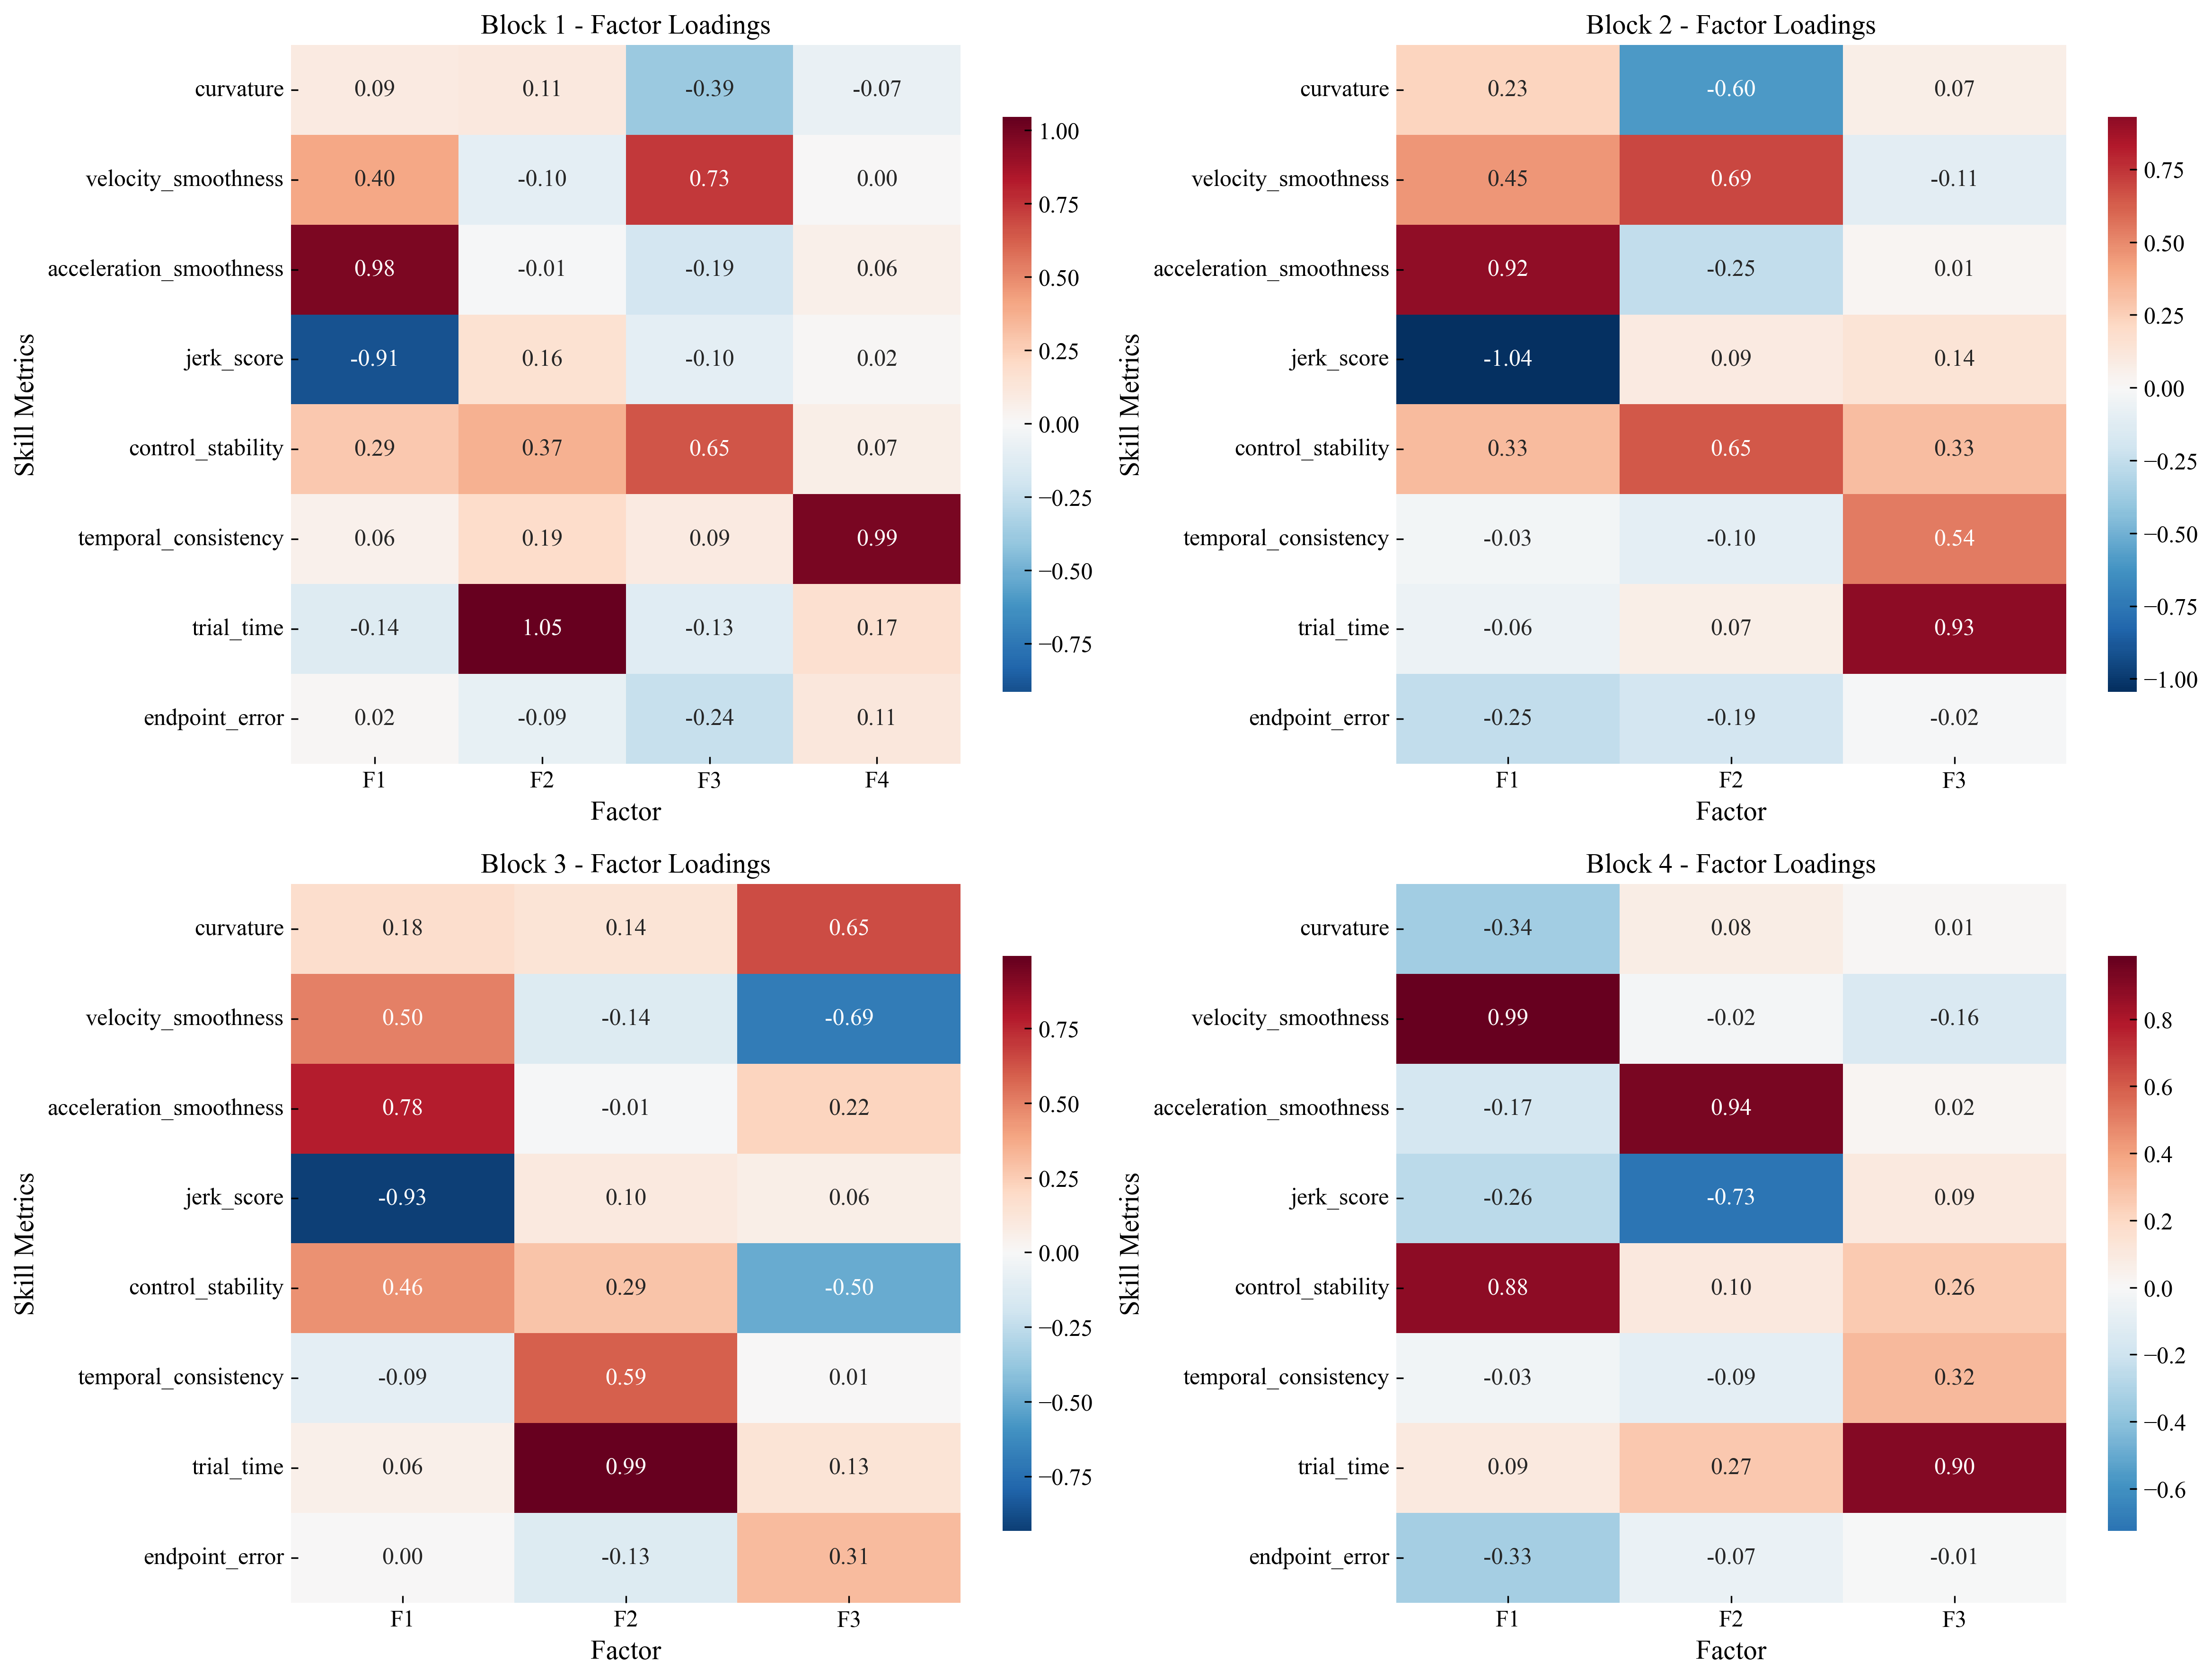 Block 1 - Factor Loadings
Skill Metrics
curvature 0.09 0.11 -0.39 -0.07
velocity_smoothness 0.40 -0.10 0.73 0.00
acceleration_smoothness 0.98 -0.01 -0.19 0.06
jerk_score -0.91 0.16 -0.10 0.02
control_stability 0.29 0.37 0.65 0.07
temporal_consistency 0.06 0.19 0.09 0.99
trial_time -0.14 1.05 -0.13 0.17
endpoint_error 0.02 -0.09 -0.24 0.11
F1 F2 F3 F4
Factor
1.00
0.75
0.50
0.25
0.00
−0.25
−0.50
−0.75
Block 2 - Factor Loadings
Skill Metrics
curvature 0.23 -0.60 0.07
velocity_smoothness 0.45 0.69 -0.11
acceleration_smoothness 0.92 -0.25 0.01
jerk_score -1.04 0.09 0.14
control_stability 0.33 0.65 0.33
temporal_consistency -0.03 -0.10 0.54
trial_time -0.06 0.07 0.93
endpoint_error -0.25 -0.19 -0.02
F1 F2 F3
Factor
0.75
0.50
0.25
0.00
−0.25
−0.50
−0.75
−1.00
Block 3 - Factor Loadings
Skill Metrics
curvature 0.18 0.14 0.65
velocity_smoothness 0.50 -0.14 -0.69
acceleration_smoothness 0.78 -0.01 0.22
jerk_score -0.93 0.10 0.06
control_stability 0.46 0.29 -0.50
temporal_consistency -0.09 0.59 0.01
trial_time 0.06 0.99 0.13
endpoint_error 0.00 -0.13 0.31
F1 F2 F3
Factor
0.75
0.50
0.25
0.00
−0.25
−0.50
−0.75
Block 4 - Factor Loadings
Skill Metrics
curvature -0.34 0.08 0.01
velocity_smoothness 0.99 -0.02 -0.16
acceleration_smoothness -0.17 0.94 0.02
jerk_score -0.26 -0.73 0.09
control_stability 0.88 0.10 0.26
temporal_consistency -0.03 -0.09 0.32
trial_time 0.09 0.27 0.90
endpoint_error -0.33 -0.07 -0.01
F1 F2 F3
Factor
0.8
0.6
0.4
0.2
0.0
−0.2
−0.4
−0.6